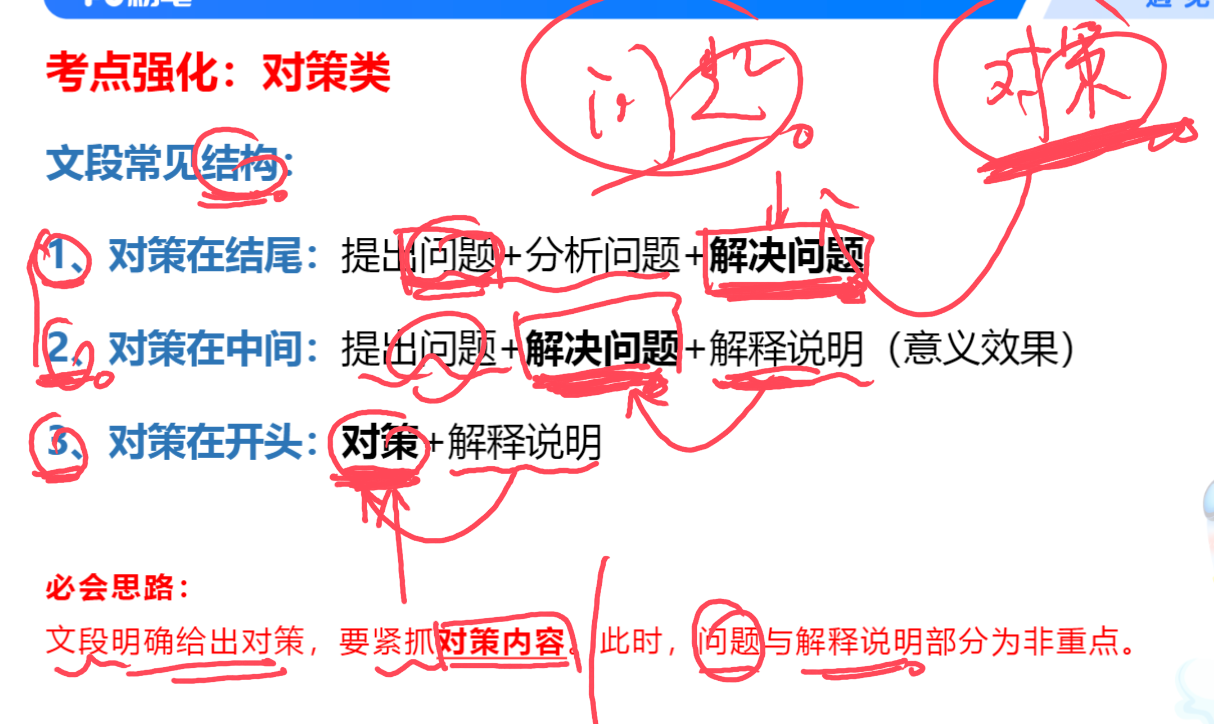 问题 对策
考点强化：对策类
文段常见结构：
1、对策在结尾：提出问题+分析问题+解决问题
2、对策在中间：提出问题+解决问题+解释说明（意义效果）
3、对策在开头：对策+解释说明
必会思路：
文段明确给出对策，要紧抓对策内容。此时，问题与解释说明部分为非重点。